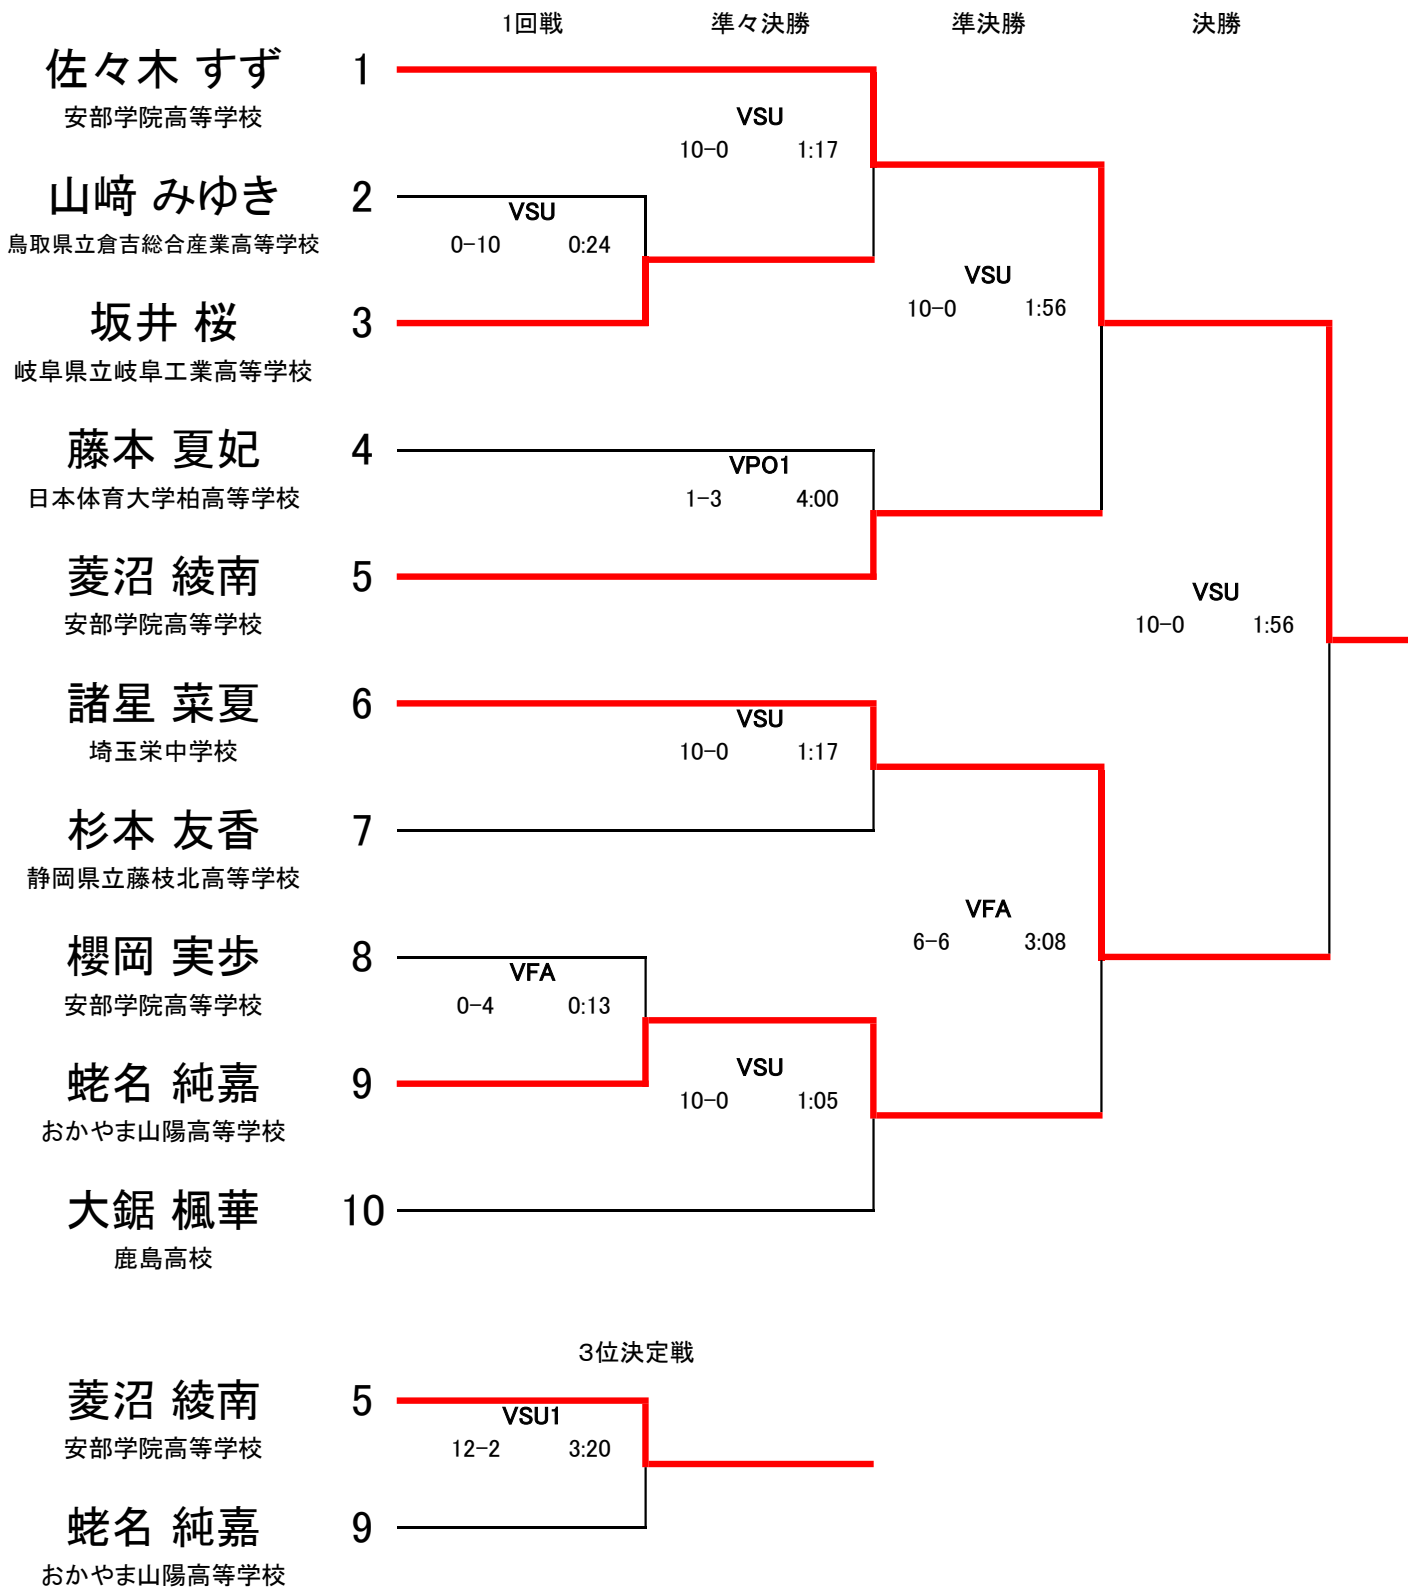 1回戦 準々決勝 準決勝 決勝
佐々木 すず 1
安部学院高等学校
VSU
10-0 1:17
山﨑 みゆき 2
鳥取県立倉吉総合産業高等学校
VSU
0-10 0:24
VSU
10-0 1:56
坂井 桜 3
岐阜県立岐阜工業高等学校
藤本 夏妃 4
日本体育大学柏高等学校
VPO1
1-3 4:00
菱沼 綾南 5
安部学院高等学校
VSU
10-0 1:56
諸星 菜夏 6
埼玉栄中学校
VSU
10-0 1:17
杉本 友香 7
静岡県立藤枝北高等学校
VFA
6-6 3:08
櫻岡 実歩 8
安部学院高等学校
VFA
0-4 0:13
蛯名 純嘉 9
おかやま山陽高等学校
VSU
10-0 1:05
大鋸 楓華 10
鹿島高校
3位決定戦
菱沼 綾南 5
安部学院高等学校
VSU1
12-2 3:20
蛯名 純嘉 9
おかやま山陽高等学校